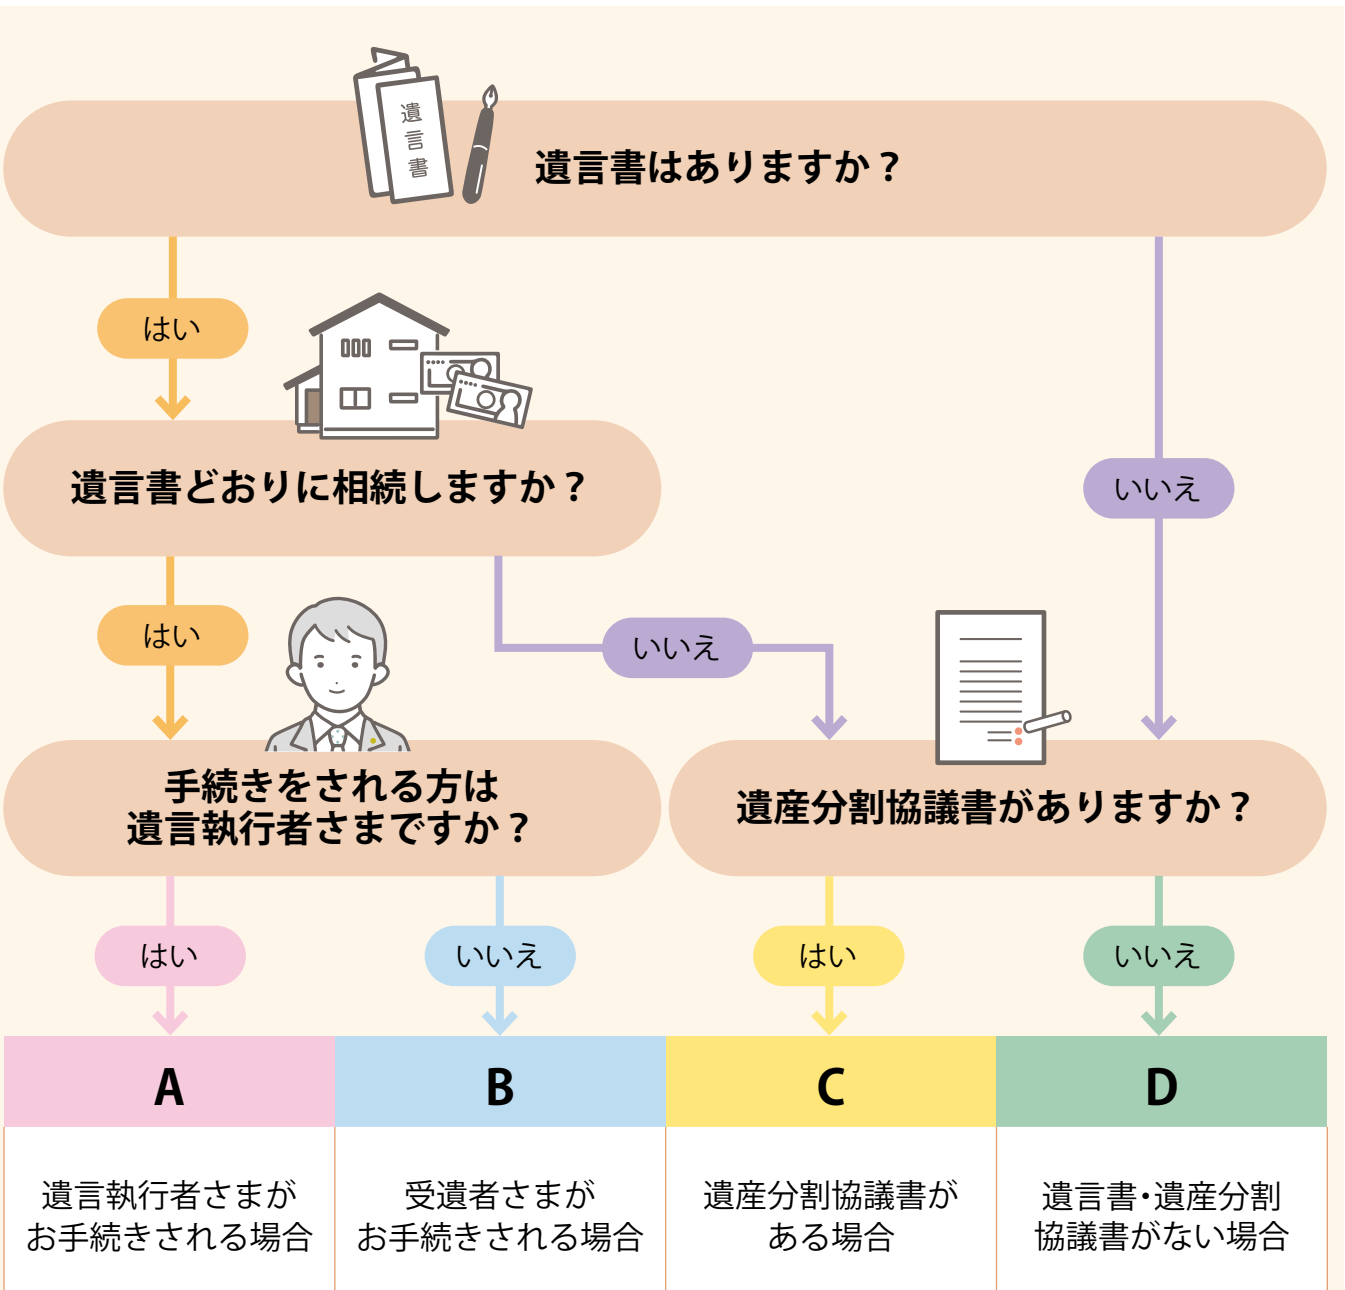 遺言書
遺言書はありますか？
はい
いいえ
遺言書どおりに相続しますか？
はい
いいえ
手続きをされる方は
遺言執行者さまですか？
遺産分割協議書がありますか？
はい
いいえ
はい
いいえ
A
B
C
D
遺言執行者さまが
お手続きされる場合
受遺者さまが
お手続きされる場合
遺産分割協議書が
ある場合
遺言書・遺産分割
協議書がない場合